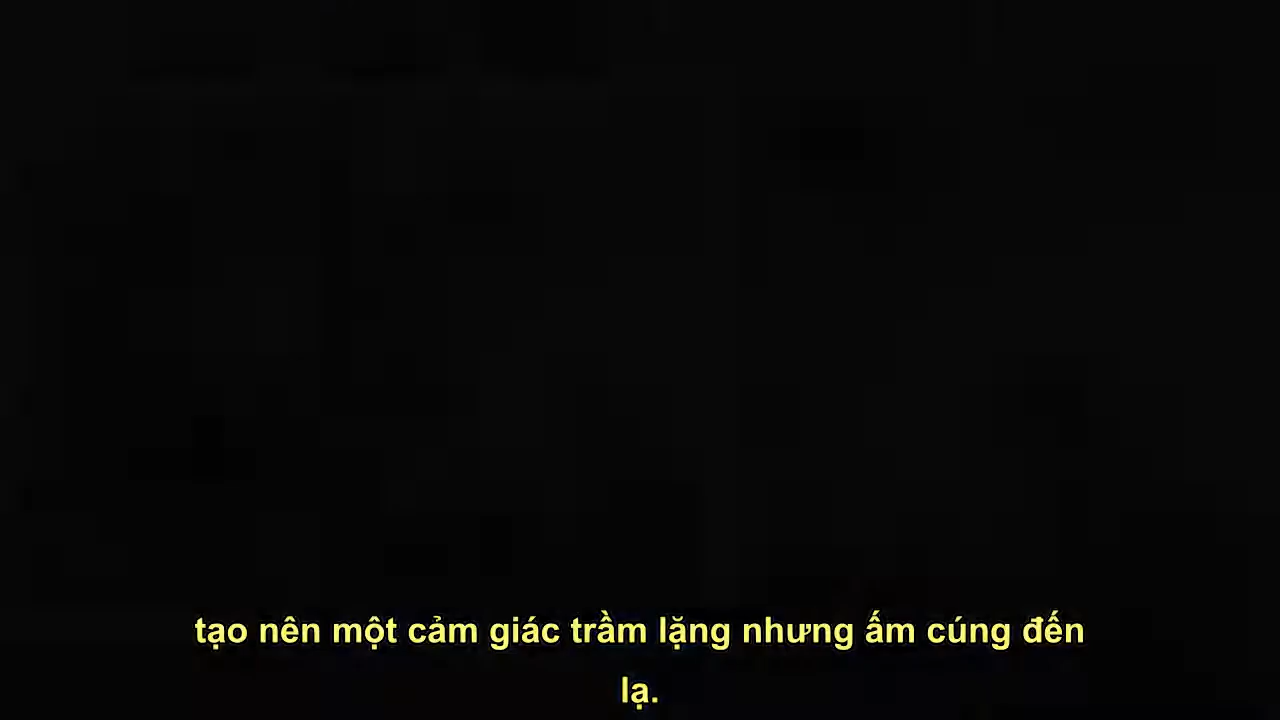 tạo nên một cảm giác trầm lặng nhưng ấm cúng đến
lạ.